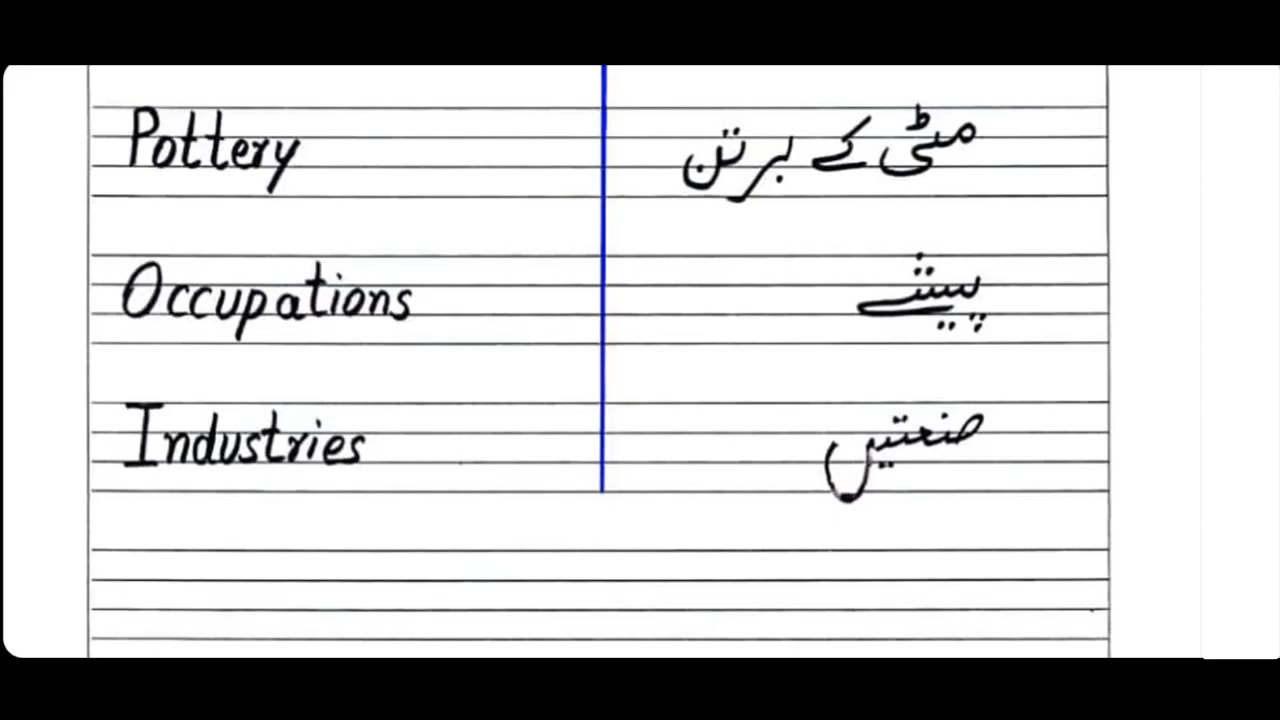 Pottery مٹی کے برتن
Occupations پیشے
Industries صنعتیں